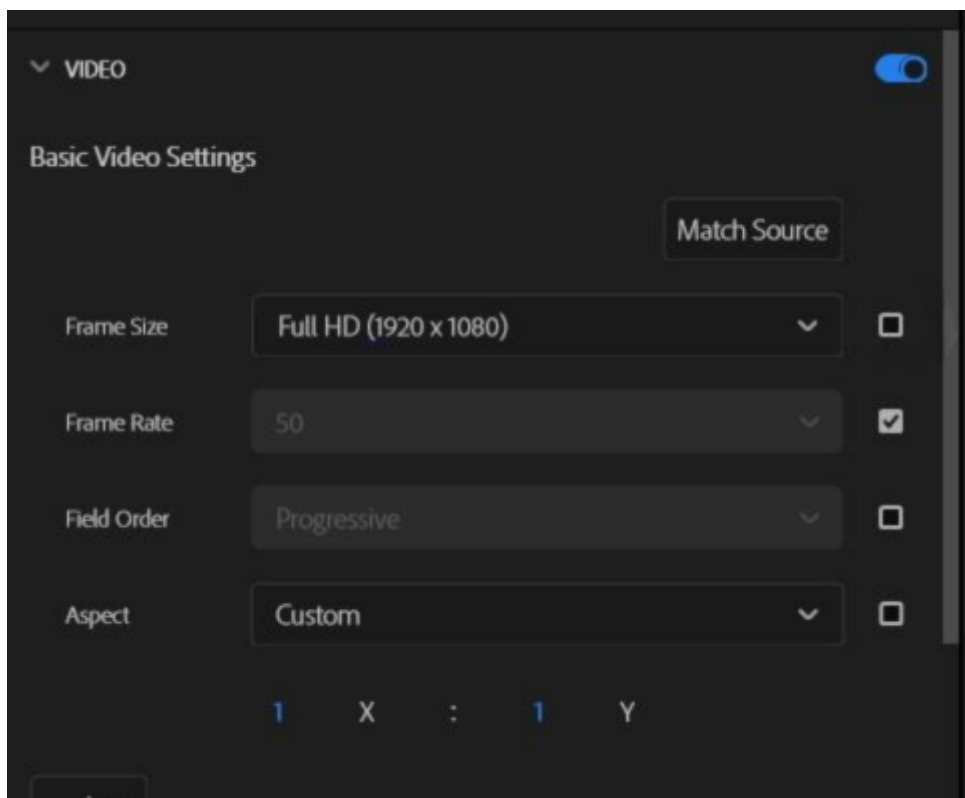 VIDEO
Basic Video Settings
Match Source
Frame Size Full HD (1920 x 1080)
Frame Rate 50
Field Order Progressive
Aspect Custom
1 X : 1 Y